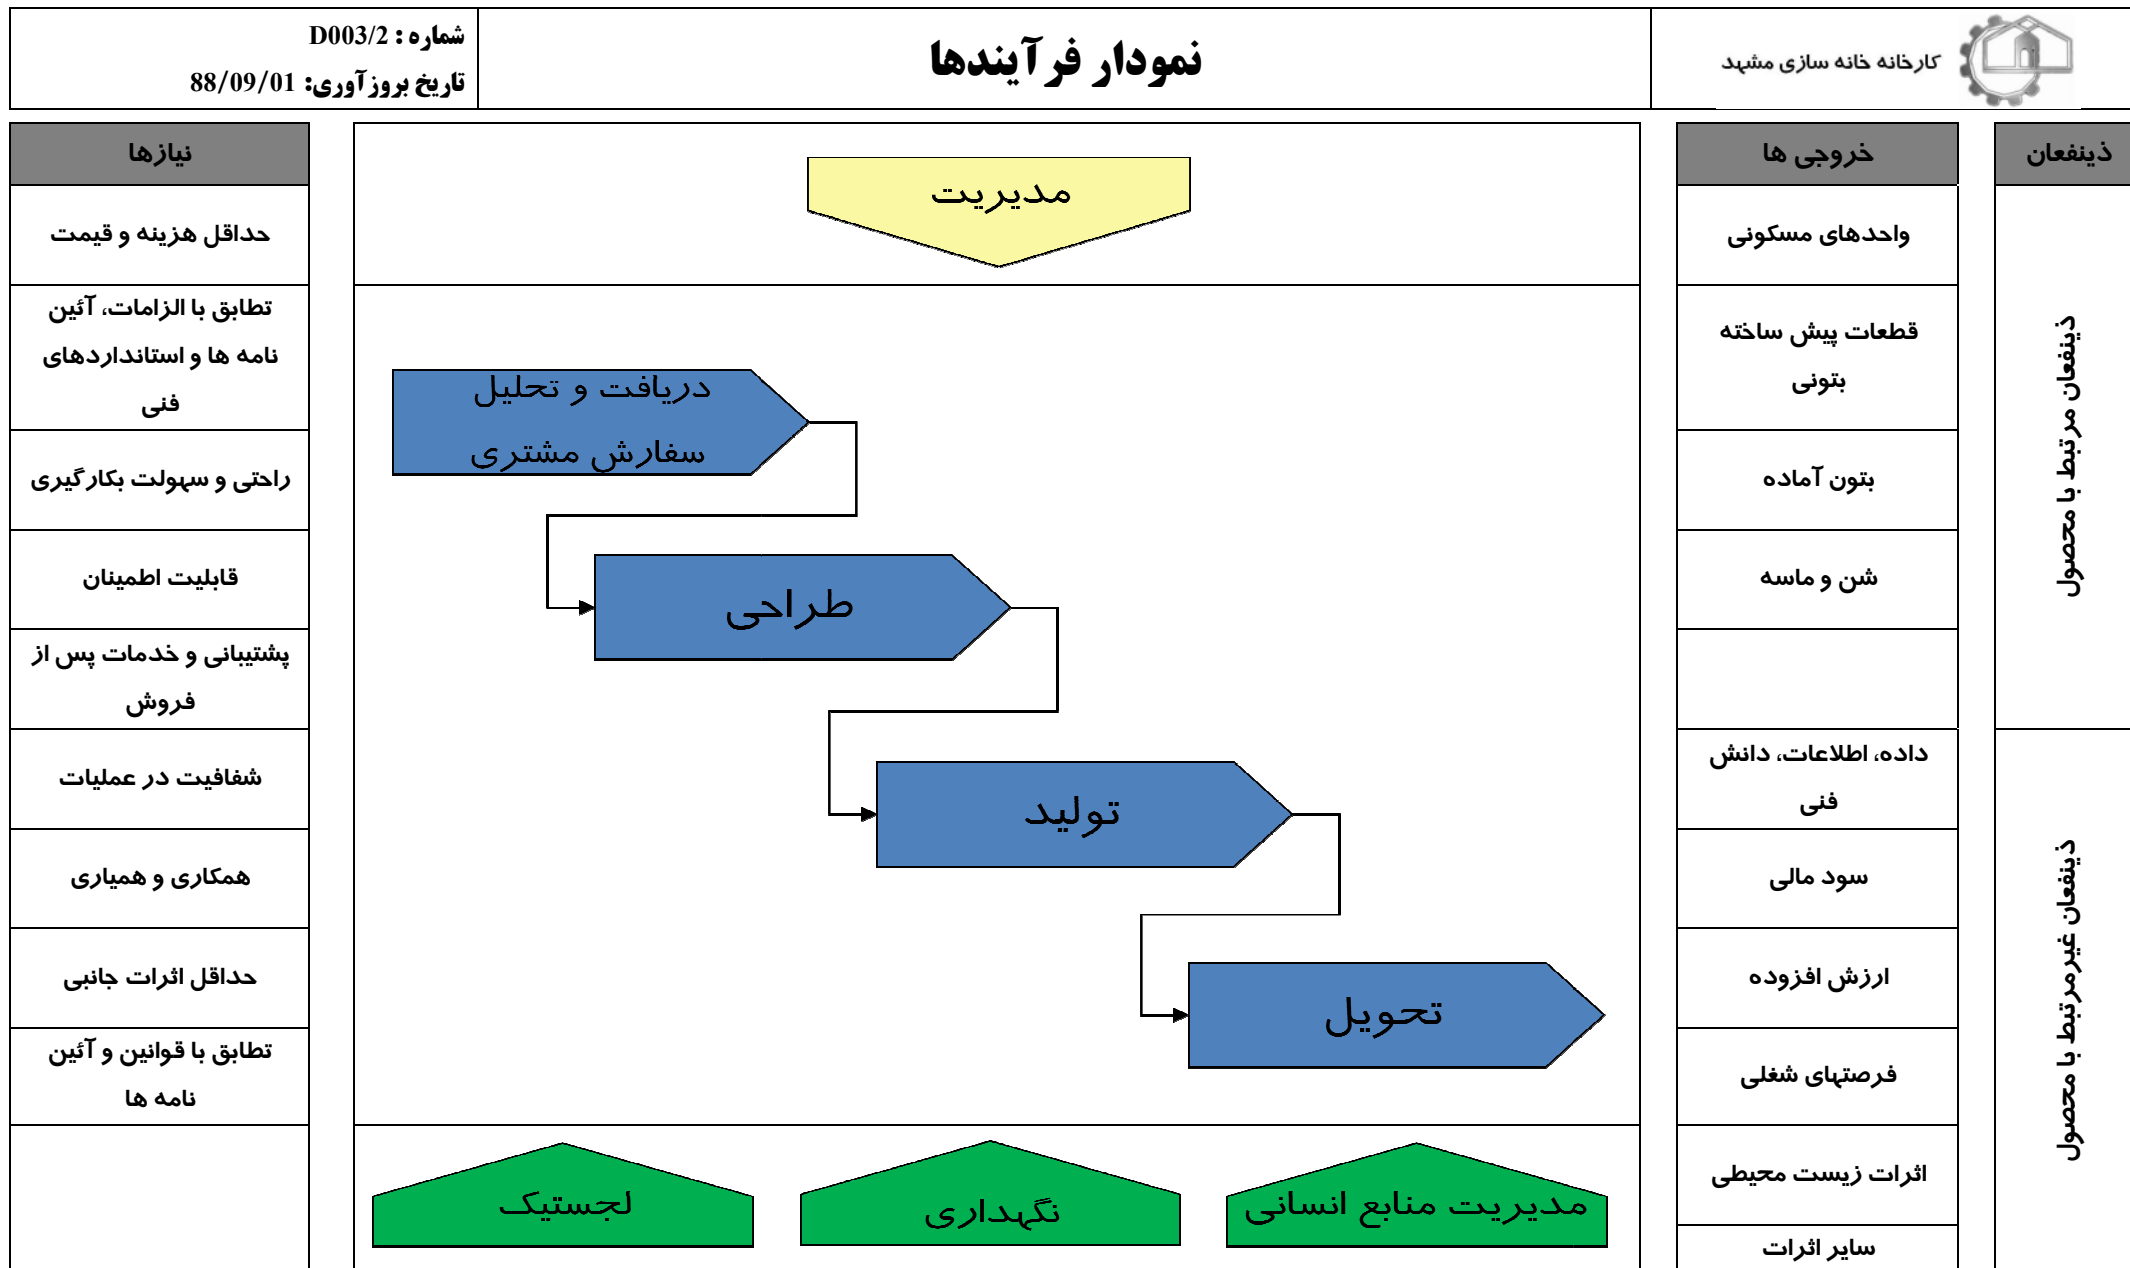 کارخانه خانه سازی مشهد
نمودار فرآیندها
شماره : D003/2
تاریخ بروزآوری: 88/09/01
ذینفعان
ذینفعان مرتبط با محصول
ذینفعان غیرمرتبط با محصول
خروجی ها
واحدهای مسکونی
قطعات پیش ساخته
بتونی
بتون آماده
شن و ماسه
داده، اطلاعات، دانش
فنی
سود مالی
ارزش افزوده
فرصتهای شغلی
اثرات زیست محیطی
سایر اثرات
مدیریت
دریافت و تحلیل
سفارش مشتری
طراحی
تولید
تحویل
مدیریت منابع انسانی
نگهداری
لجستیک
نیازها
حداقل هزینه و قیمت
تطابق با الزامات، آئین
نامه ها و استانداردهای
فنی
راحتی و سهولت بکارگیری
قابلیت اطمینان
پشتیبانی و خدمات پس از
فروش
شفافیت در عملیات
همکاری و همیاری
حداقل اثرات جانبی
تطابق با قوانین و آئین
نامه ها